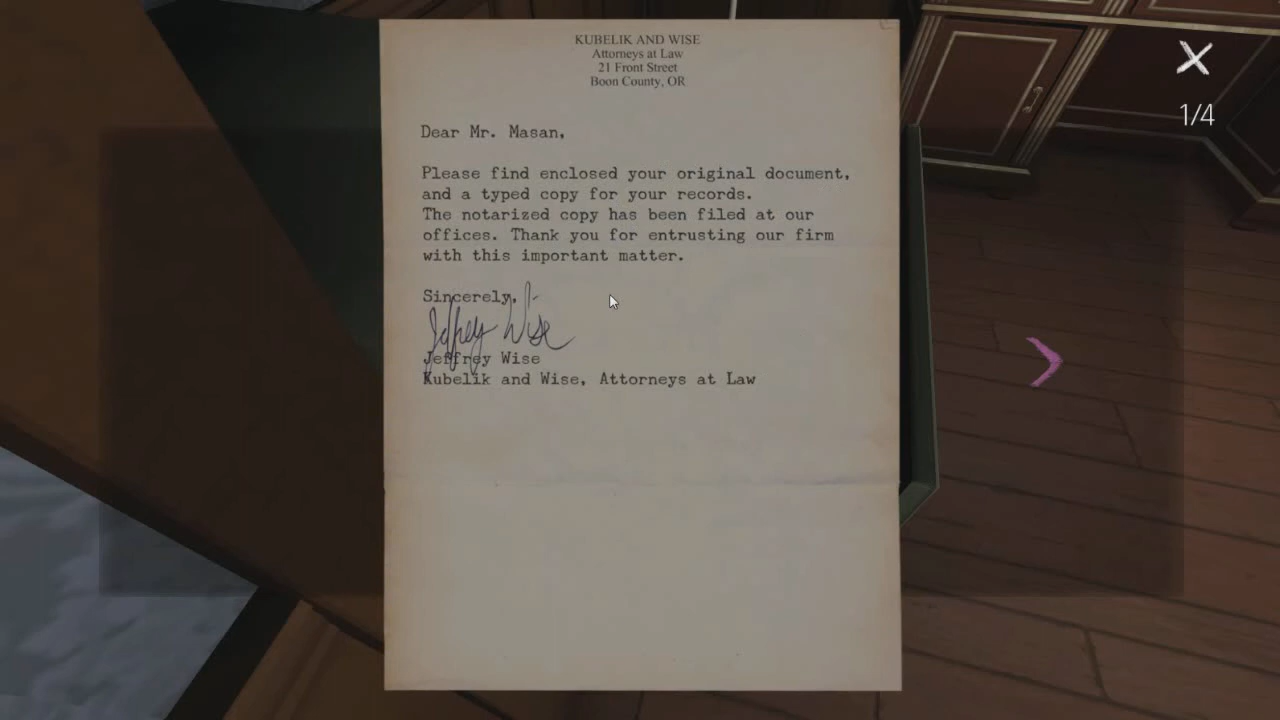 KUBELIK AND WISE
Attorneys at Law
21 Front Street
Boon County, OR
1/4
Dear Mr. Masan,
Please find enclosed your original document,
and a typed copy for your records.
The notarized copy has been filed at our
offices. Thank you for entrusting our firm
with this important matter.
Sincerely,
Jeffrey Wise
Jeffrey Wise
Kubelik and Wise, Attorneys at Law